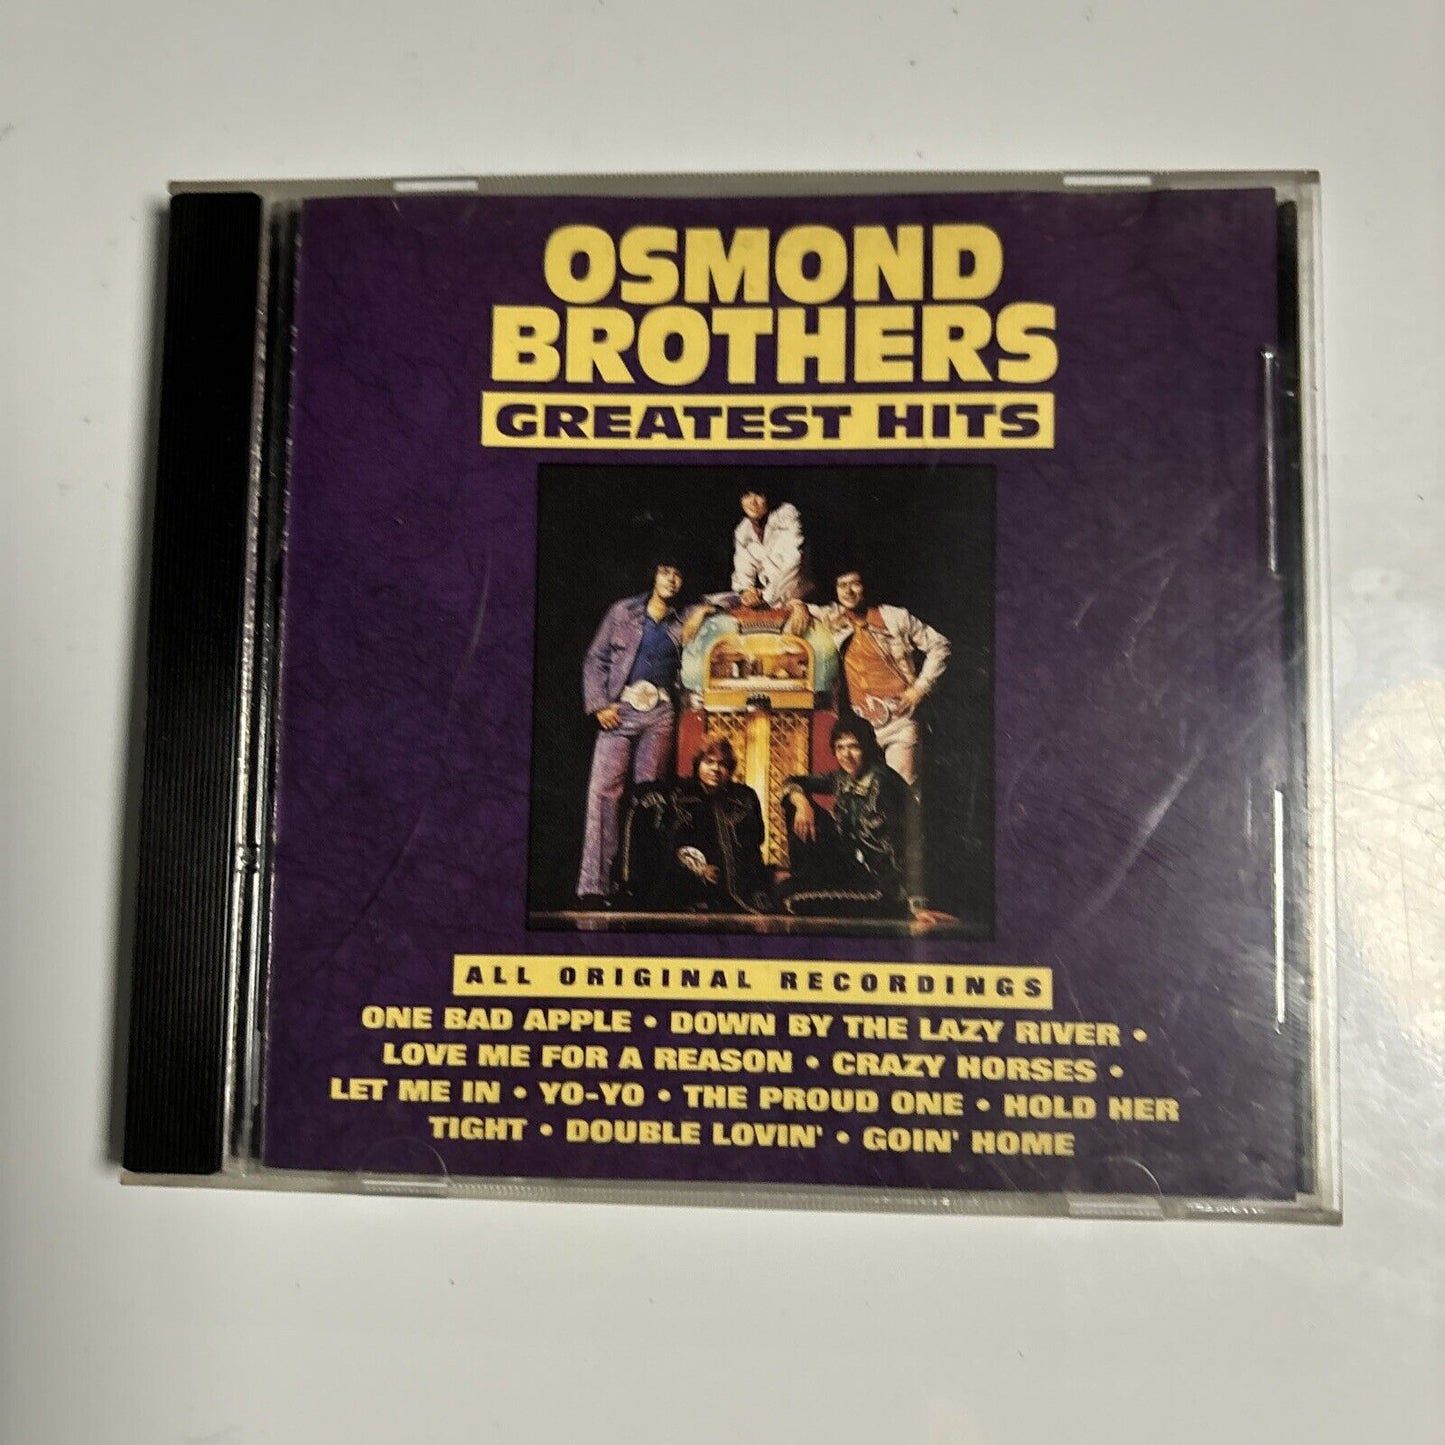 OSMOND
BROTHERS
GREATEST HITS
ALL ORIGINAL RECORDINGS
ONE BAD APPLE • DOWN BY THE LAZY RIVER •
LOVE ME FOR A REASON • CRAZY HORSES •
LET ME IN • YO-YO • THE PROUD ONE • HOLD HER
TIGHT • DOUBLE LOVIN' • GOIN' HOME